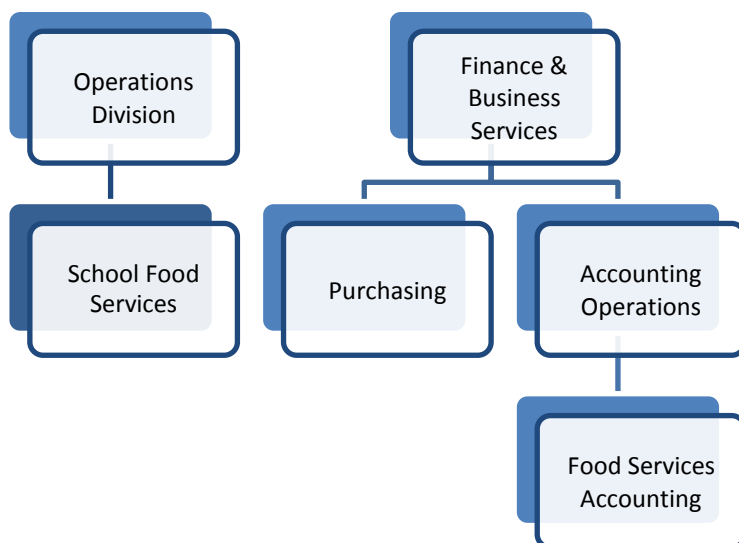 Operations
Division
Finance &
Business
Services
School Food
Services
Purchasing
Accounting
Operations
Food Services
Accounting